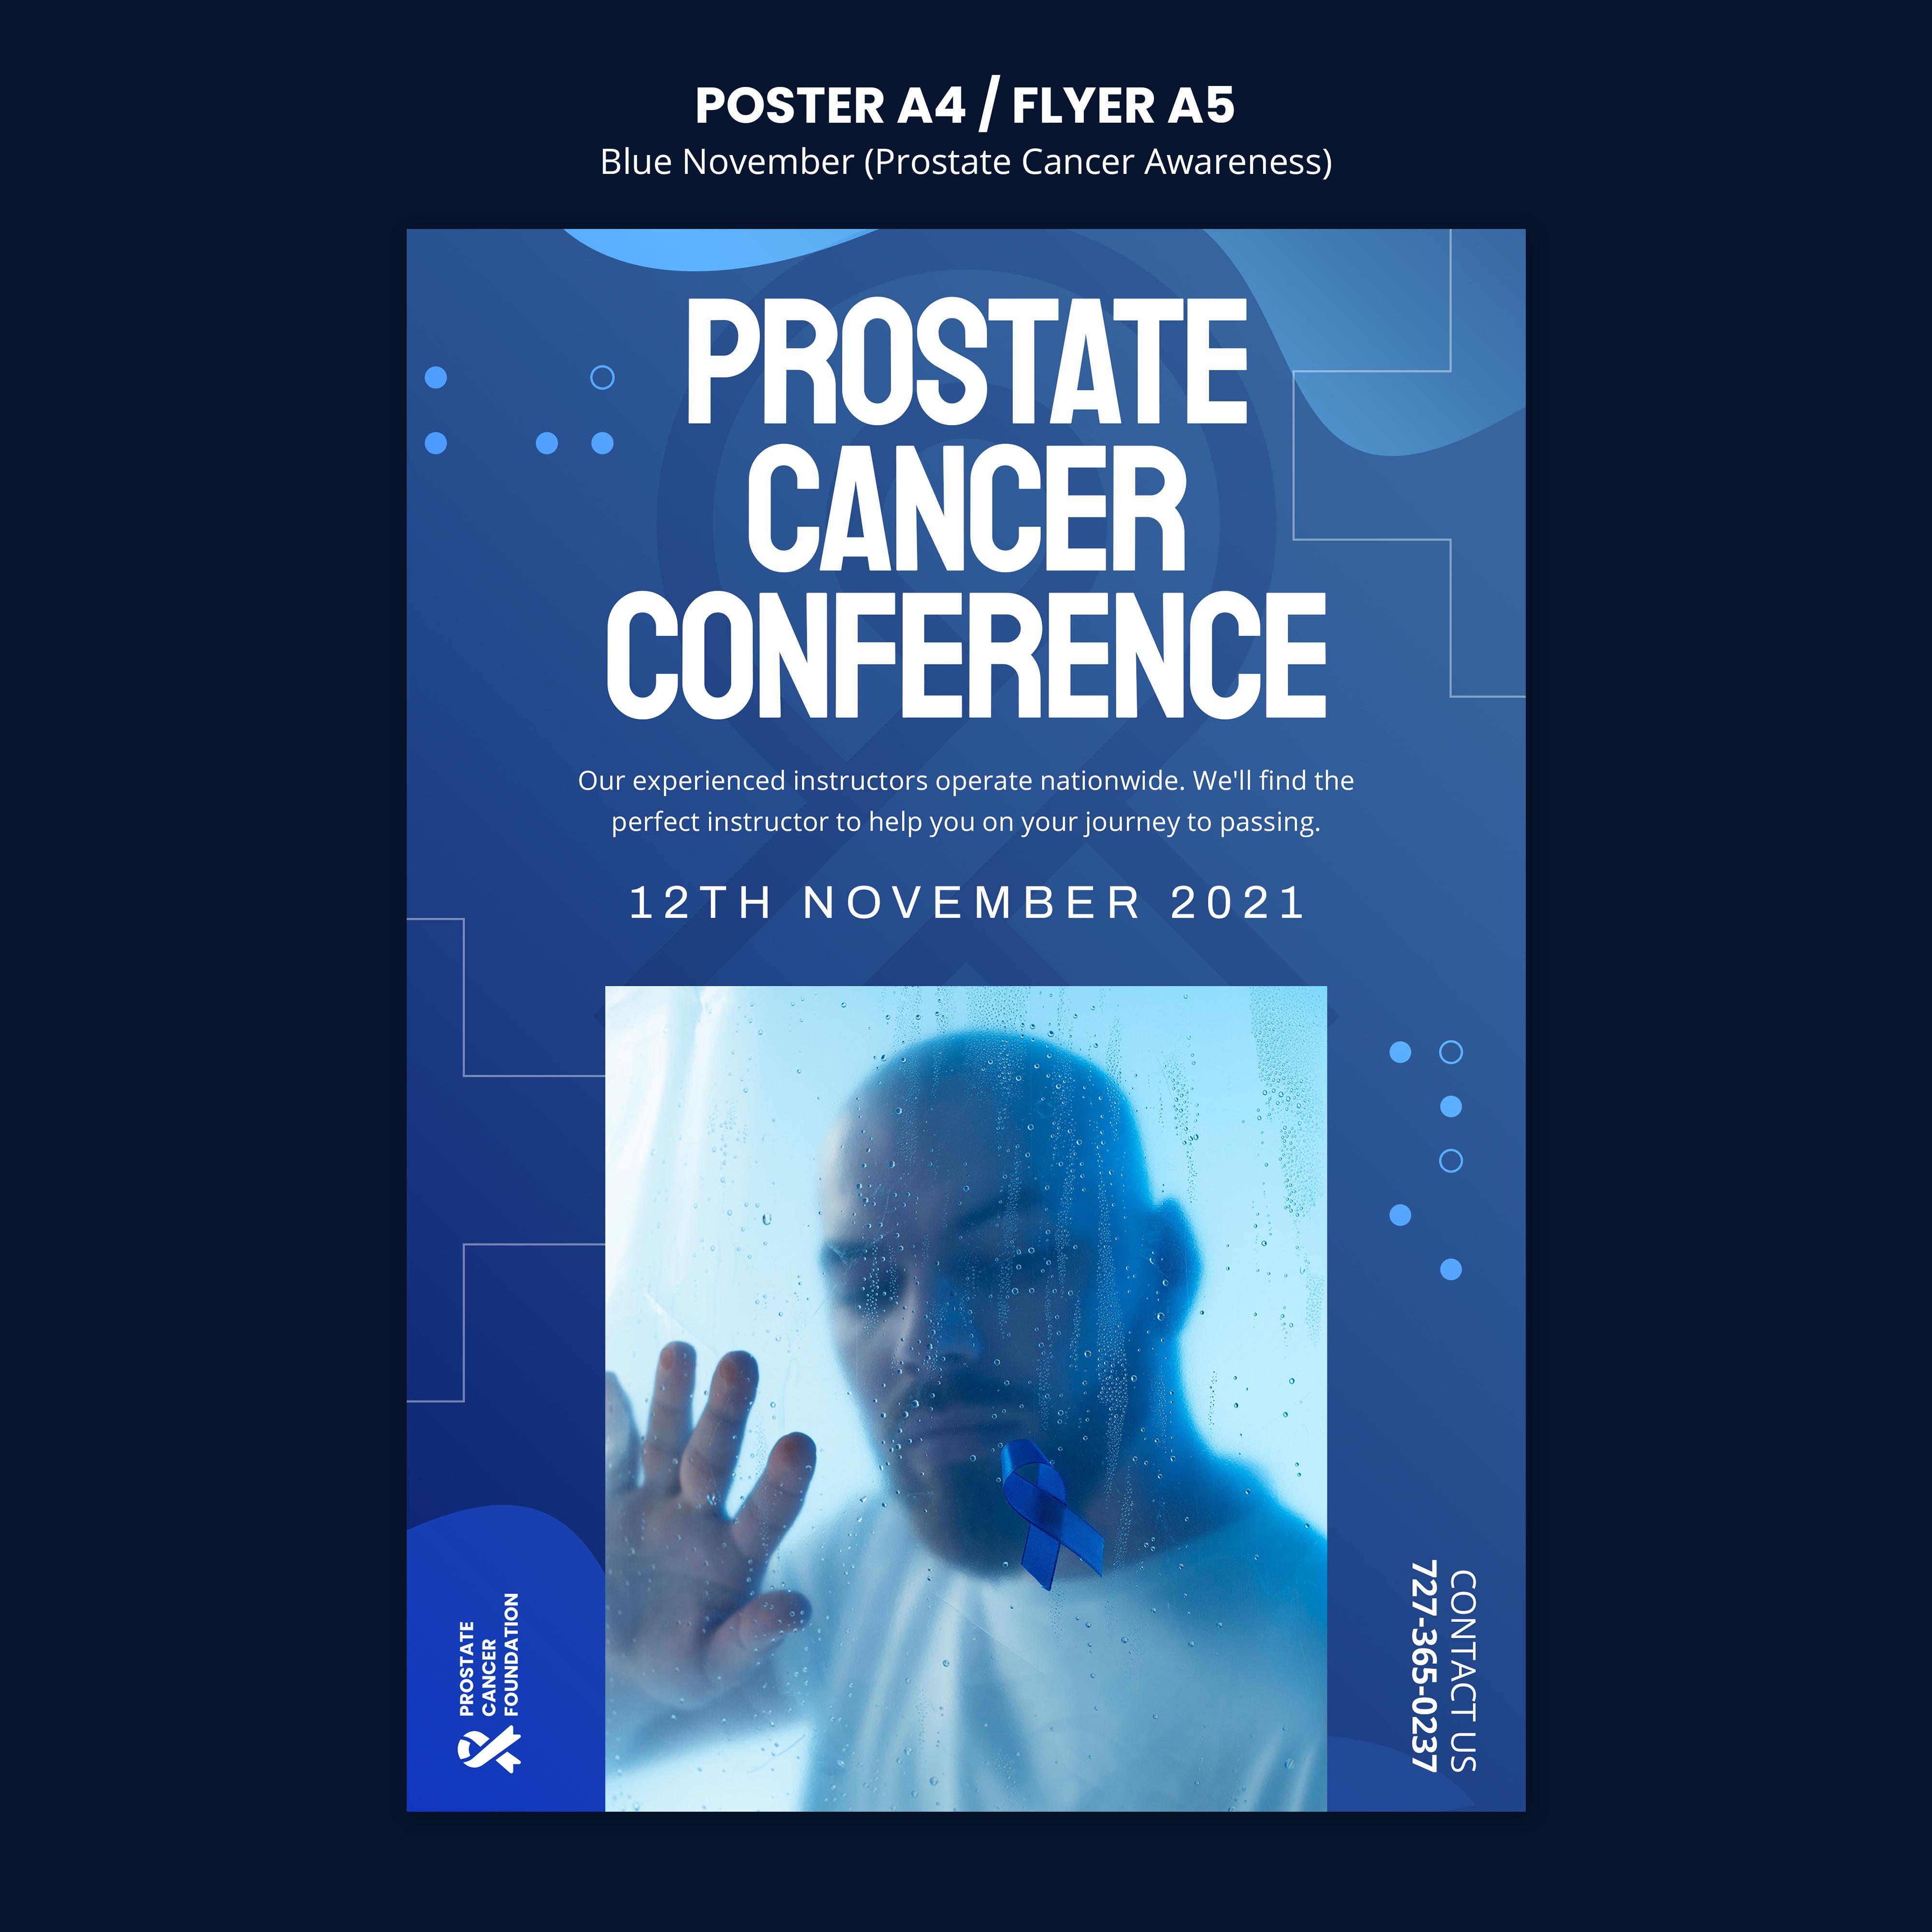 POSTER A4 / FLYER A5
Blue November (Prostate Cancer Awareness)
PROSTATE
CANCER
CONFERENCE
Our experienced instructors operate nationwide. We'll find the
perfect instructor to help you on your journey to passing.
12TH NOVEMBER 2021
PROSTATE
CANCER
FOUNDATION
CONTACT US
727-365-0237